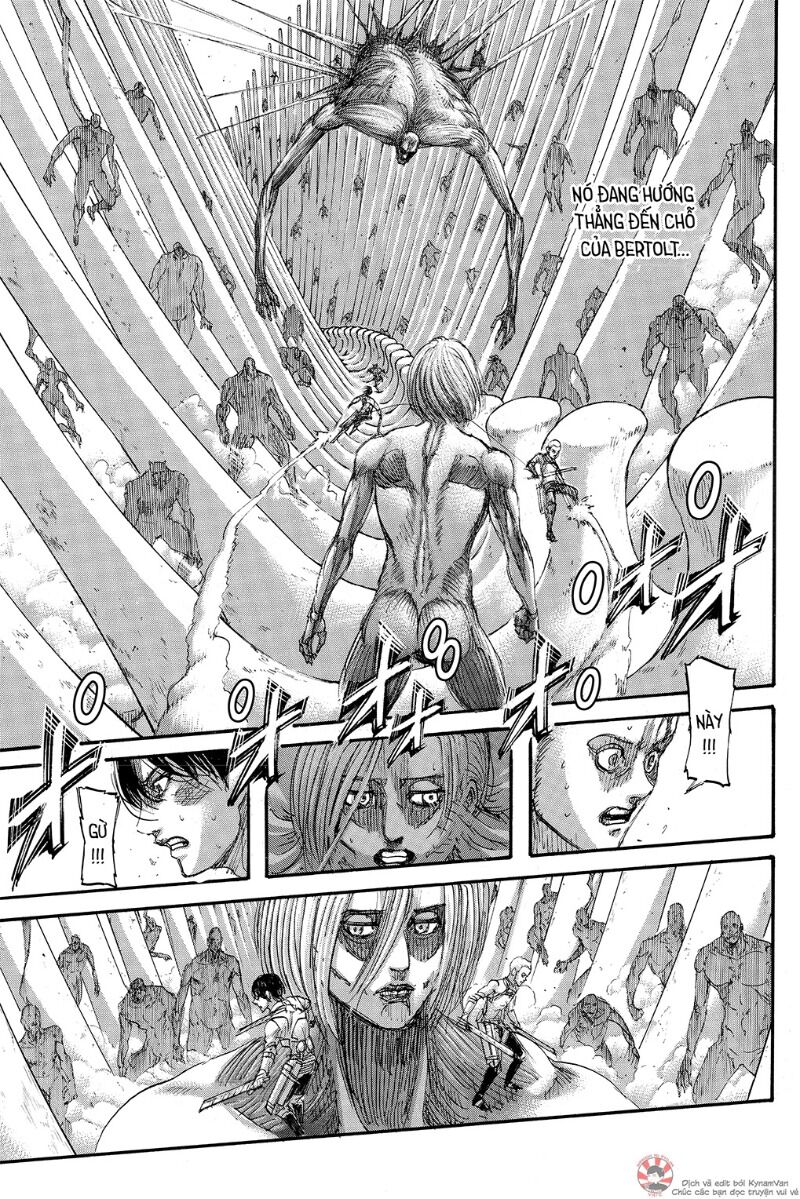 NÓ ĐANG HƯỚNG
THẲNG ĐẾN CHỖ
CỦA BERTOLT...
オオオオオオオ
NÀY
!!!
GỪ
!!!
Dịch và edit bởi KynamVan
Chúc các bạn đọc truyện vui vẻ